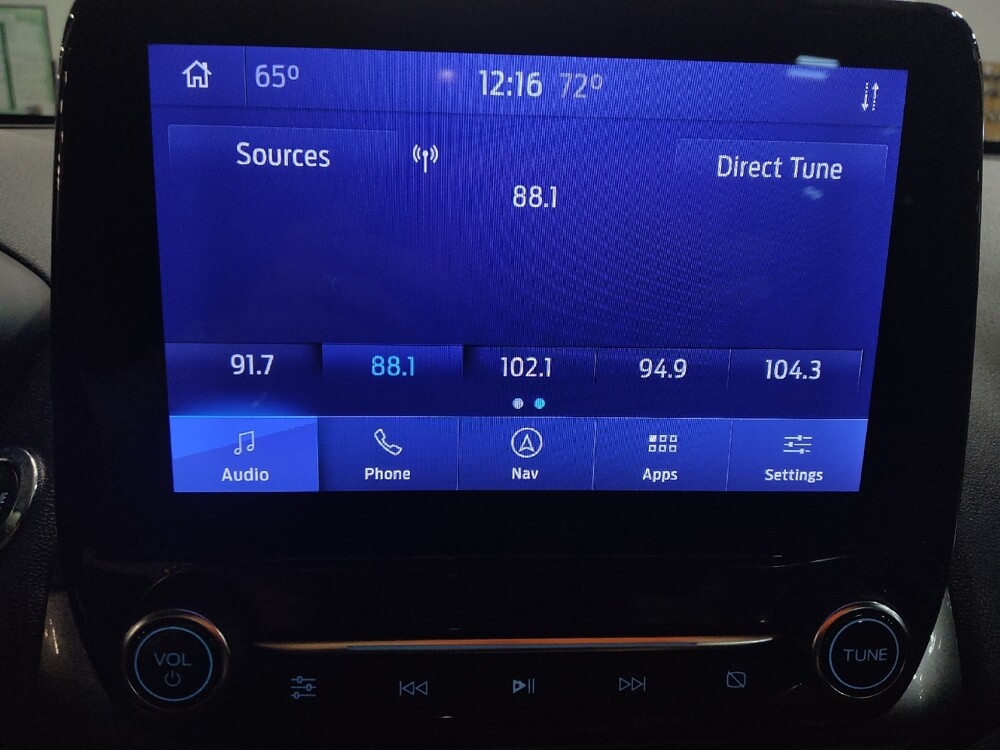 65° 12:16 72°
Sources Direct Tune
88.1
91.7 88.1 102.1 94.9 104.3
Audio Phone Nav Apps Settings
VOL TUNE